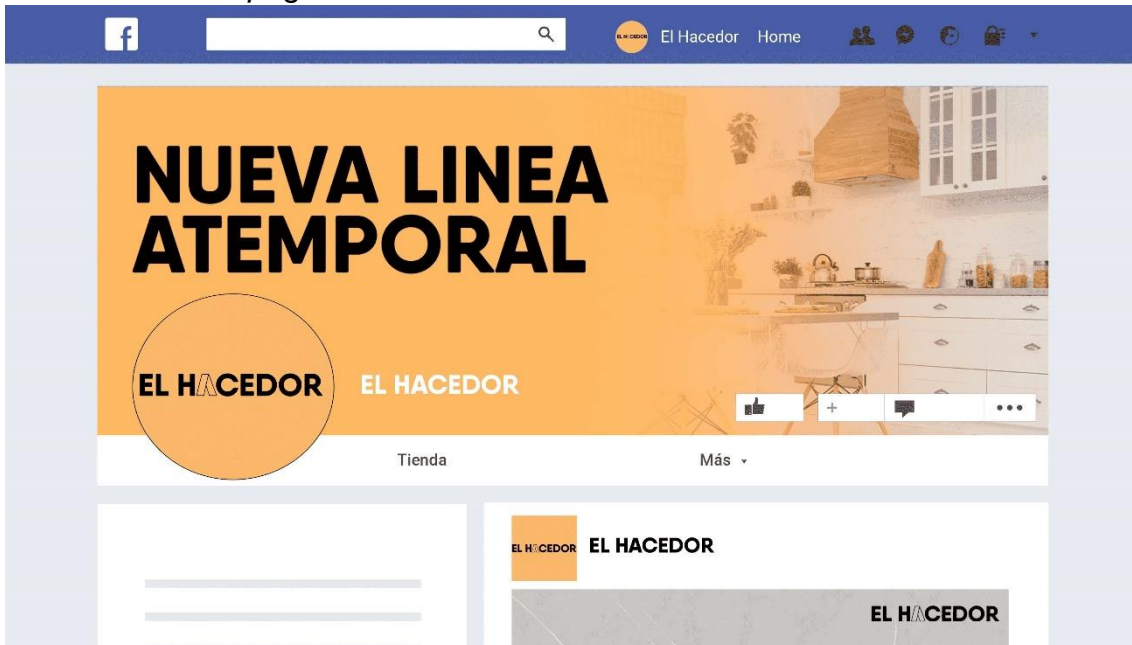 f
El Hacedor Home
NUEVA LINEA
ATEMPORAL
EL HACEDOR
EL HACEDOR
Tienda
Más
EL HACEDOR
EL HACEDOR
EL HACEDOR